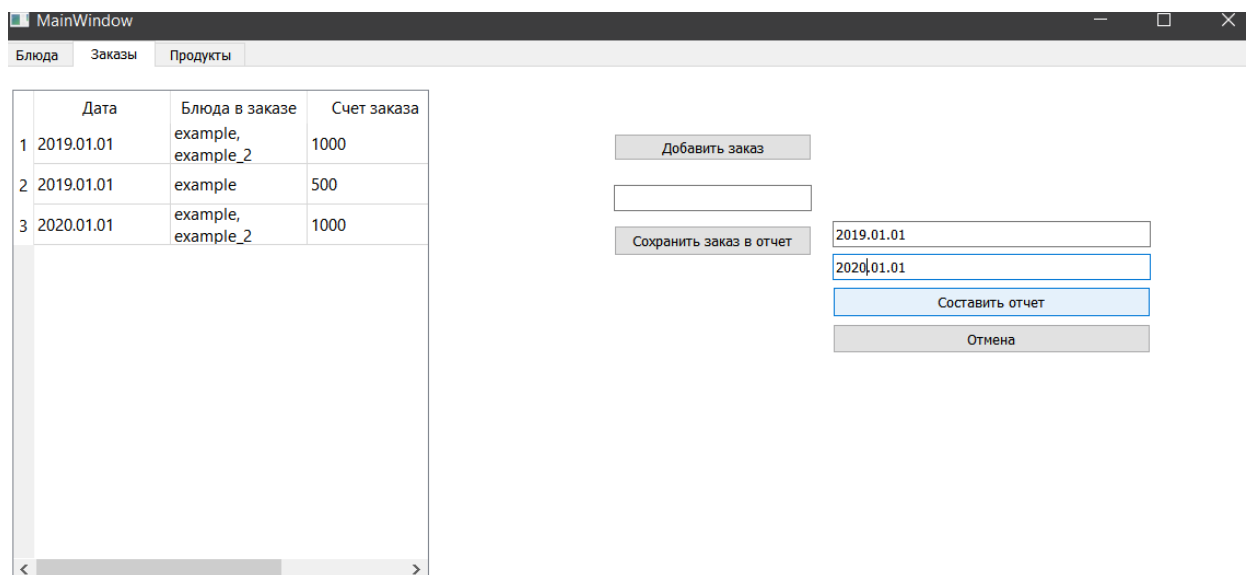 MainWindow
Блюда Заказы Продукты
Дата Блюда в заказе Счет заказа
1 2019.01.01 example, example_2 1000
2 2019.01.01 example 500
3 2020.01.01 example, example_2 1000
Добавить заказ
Сохранить заказ в отчет
2019.01.01
2020.01.01
Составить отчет
Отмена